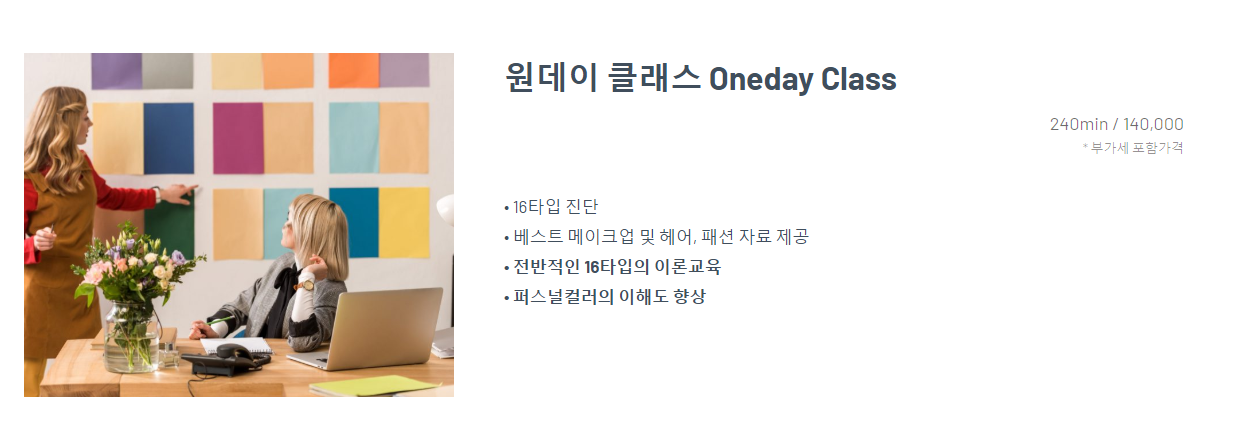 원데이 클래스 Oneday Class
240min / 140,000
* 부가세 포함가격
• 16타입 진단
• 베스트 메이크업 및 헤어, 패션 자료 제공
• 전반적인 16타입의 이론교육
• 퍼스널컬러의 이해도 향상